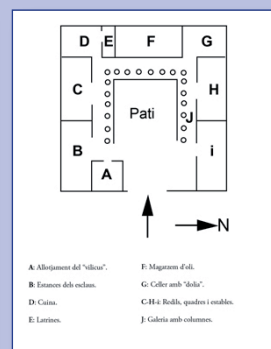 D E F G
C H
Pati
J
B i
A
N
A: Allotjament del "vilicus".
B: Estances dels esclaus.
D: Cuina.
E: Latrines.
F: Magatzem d'oli.
G: Celler amb "dolia".
C-H-i: Redils, quadres i estables.
J: Galeria amb columnes.